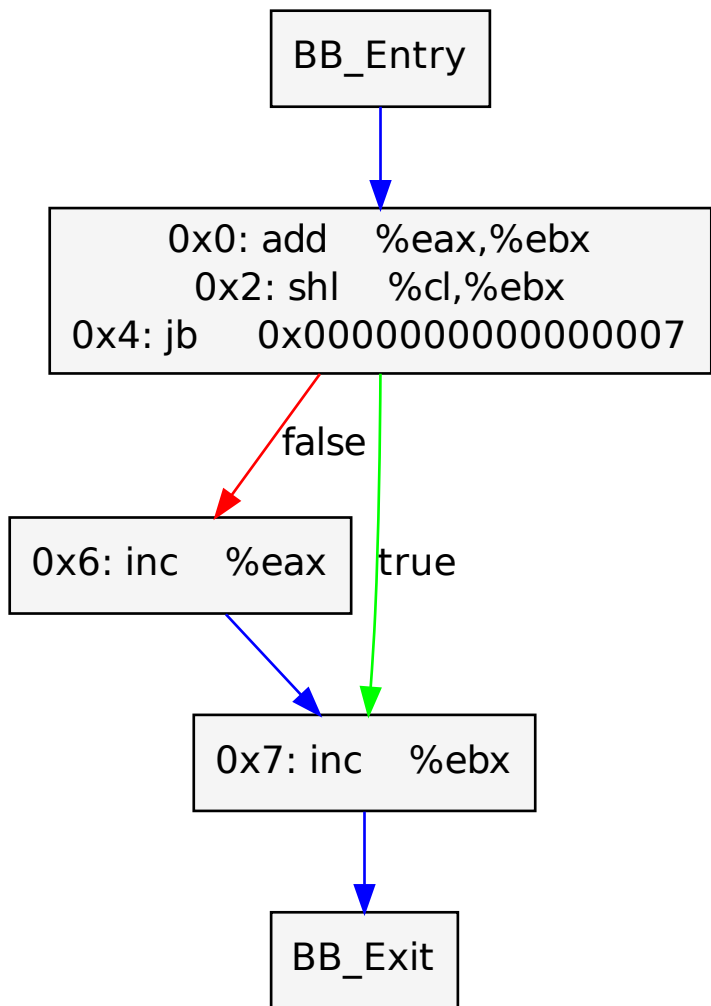 BB_Entry
0x0: add %eax,%ebx
0x2: shl %cl,%ebx
0x4: jb 0x0000000000000007
false
0x6: inc %eax
true
0x7: inc %ebx
BB_Exit